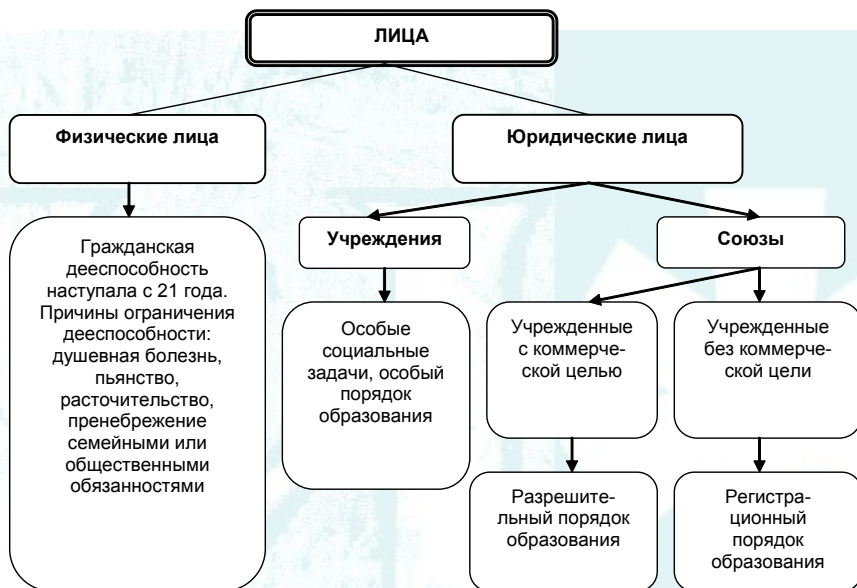 ЛИЦА
Физические лица
Юридические лица
Гражданская
дееспособность
наступала с 21 года.
Причины ограничения
дееспособности:
душевная болезнь,
пьянство,
расточительство,
пренебрежение
семейными или
общественными
обязанностями
Учреждения
Союзы
Особые
социальные
задачи, особый
порядок
образования
Учрежденные
с коммерче-
ской целью
Учрежденные
без коммерче-
ской цели
Разрешите-
льный порядок
образования
Регистра-
ционный
порядок
образования